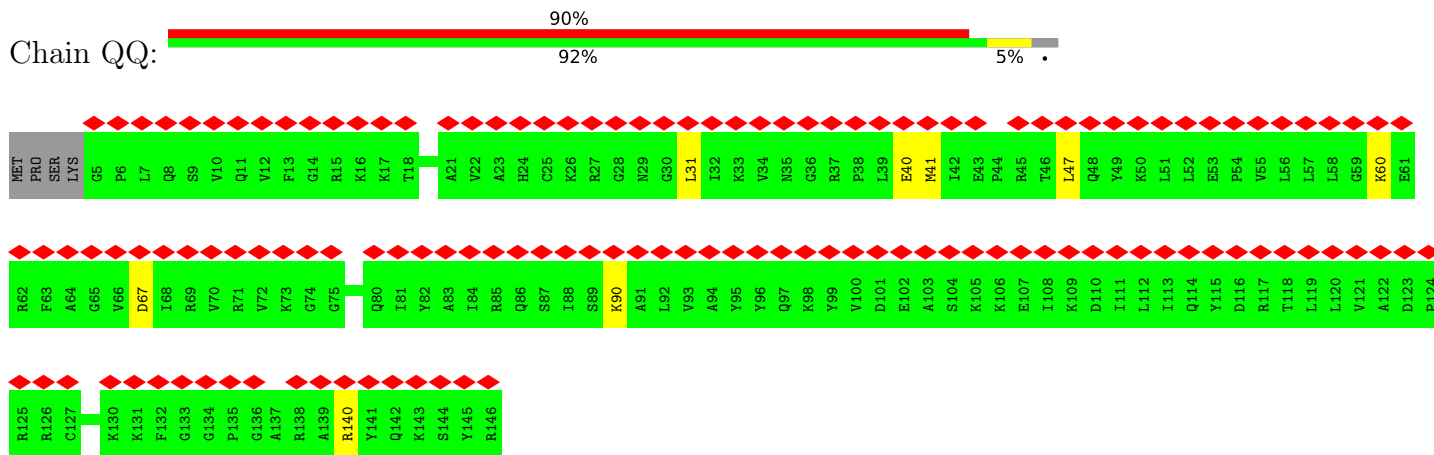 90%
Chain QQ:
92% 5% •
MET PRO SER LYS G5 P6 L7 Q8 S9 V10 Q11 V12 F13 G14 R15 K16 K17 T18 A21 V22 A23 H24 C25 K26 R27 G28 N29 G30 L31 I32 K33 V34 N35 G36 R37 P38 L39 E40 M41 I42 E43 P44 R45 T46 L47 Q48 Y49 K50 L51 L52 E53 P54 V55 L56 L57 L58 G59 K60 E61
R62 F63 A64 G65 V66 D67 I68 R69 V70 R71 V72 K73 G74 G75 Q80 I81 Y82 A83 I84 R85 Q86 S87 I88 S89 K90 A91 L92 V93 A94 Y95 Y96 Q97 K98 Y99 V100 D101 E102 A103 S104 K105 K106 E107 I108 K109 D110 I111 L112 I113 Q114 Y115 D116 R117 T118 L119 L120 V121 A122 D123 P124
R125 R126 C127 K130 K131 F132 G133 G134 P135 G136 A137 R138 A139 R140 Y141 Q142 K143 S144 Y145 R146